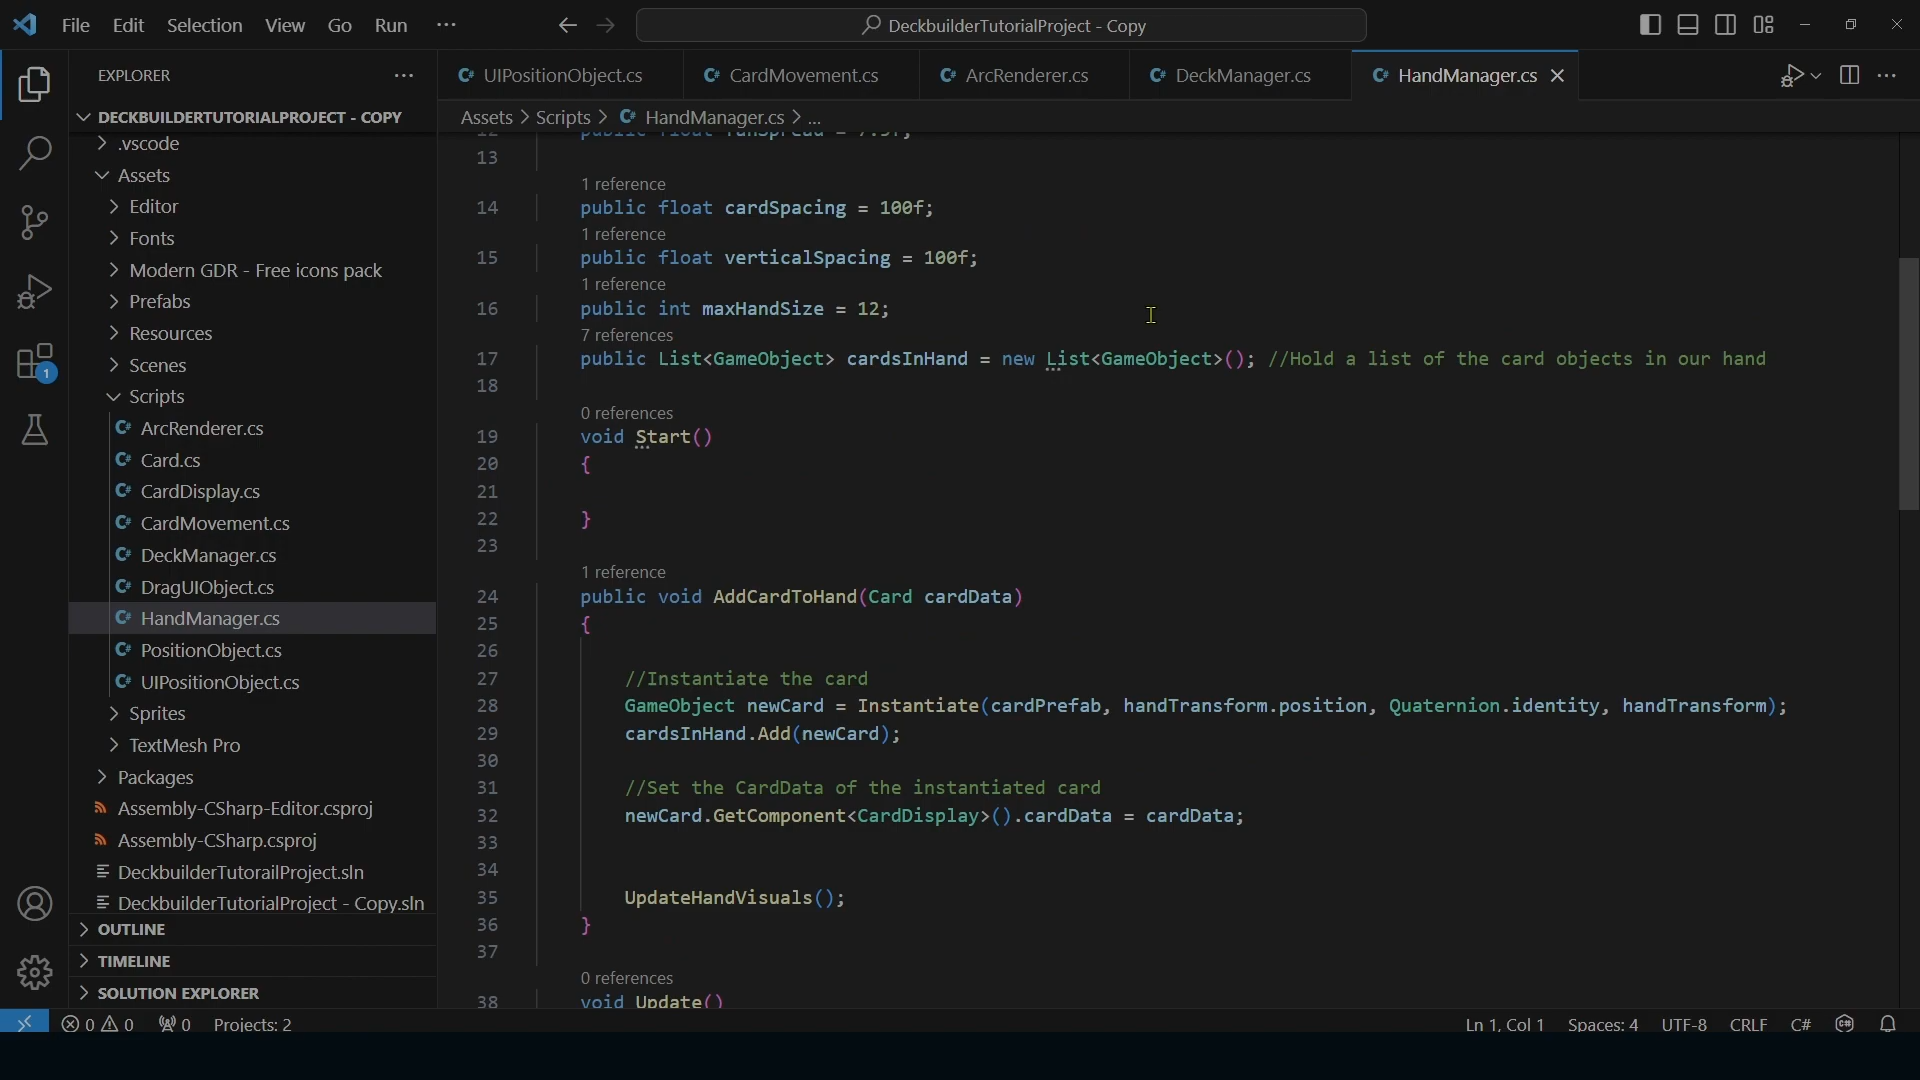 File Edit Selection View Go Run ···
DeckbuilderTutorialProject - Copy
EXPLORER
DECKBUILDERTUTORIALPROJECT - COPY
.vscode
Assets
Editor
Fonts
Modern GDR - Free icons pack
Prefabs
Resources
Scenes
Scripts
C# ArcRenderer.cs
C# Card.cs
C# CardDisplay.cs
C# CardMovement.cs
C# DeckManager.cs
C# DragUIObject.cs
C# HandManager.cs
C# PositionObject.cs
C# UIPositionObject.cs
Sprites
TextMesh Pro
Packages
Assembly-CSharp-Editor.csproj
Assembly-CSharp.csproj
DeckbuilderTutorailProject.sln
DeckbuilderTutorialProject - Copy.sln
OUTLINE
TIMELINE
SOLUTION EXPLORER
1
C# UIPositionObject.cs C# CardMovement.cs C# ArcRenderer.cs C# DeckManager.cs C# HandManager.cs
Assets > Scripts > C# HandManager.cs > ...
12 public float fanSpread = 7.5f;
13
1 reference
14 public float cardSpacing = 100f;
1 reference
15 public float verticalSpacing = 100f;
1 reference
16 public int maxHandSize = 12;
7 references
17 public List<GameObject> cardsInHand = new List<GameObject>(); //Hold a list of the card objects in our hand
18
0 references
19 void Start()
20 {
21
22 }
23
1 reference
24 public void AddCardToHand(Card cardData)
25 {
26
27 //Instantiate the card
28 GameObject newCard = Instantiate(cardPrefab, handTransform.position, Quaternion.identity, handTransform);
29 cardsInHand.Add(newCard);
30
31 //Set the CardData of the instantiated card
32 newCard.GetComponent<CardDisplay>().cardData = cardData;
33
34
35 UpdateHandVisuals();
36 }
37
0 references
38 void Update()
0 0 0 Projects: 2 Ln 1, Col 1 Spaces: 4 UTF-8 CRLF C#